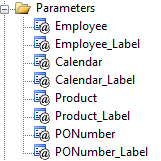 Parameters
Employee
Employee_Label
Calendar
Calendar_Label
Product
Product_Label
PONumber
PONumber_Label